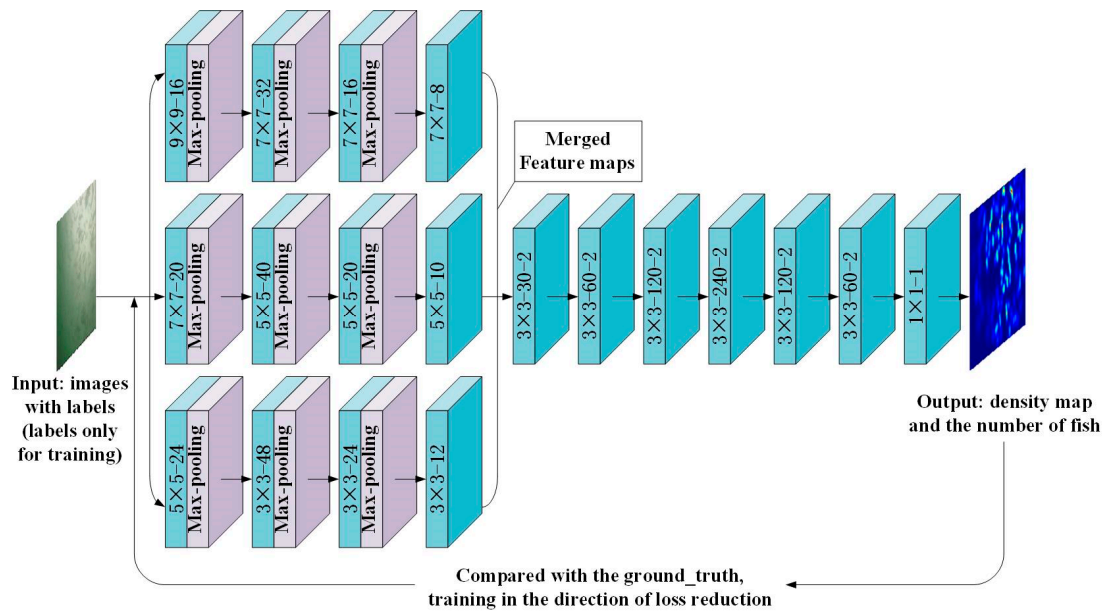 9×9-16
Max-pooling
7×7-32
Max-pooling
7×7-16
Max-pooling
7×7-8
Merged
Feature maps
7×7-20
Max-pooling
5×5-40
Max-pooling
5×5-20
Max-pooling
5×5-10
3×3-30-2
3×3-60-2
3×3-120-2
3×3-240-2
3×3-120-2
3×3-60-2
1×1-1
Input: images
with labels
(labels only
for training)
Output: density map
and the number of fish
5×5-24
Max-pooling
3×3-48
Max-pooling
3×3-24
Max-pooling
3×3-12
Compared with the ground_truth,
training in the direction of loss reduction